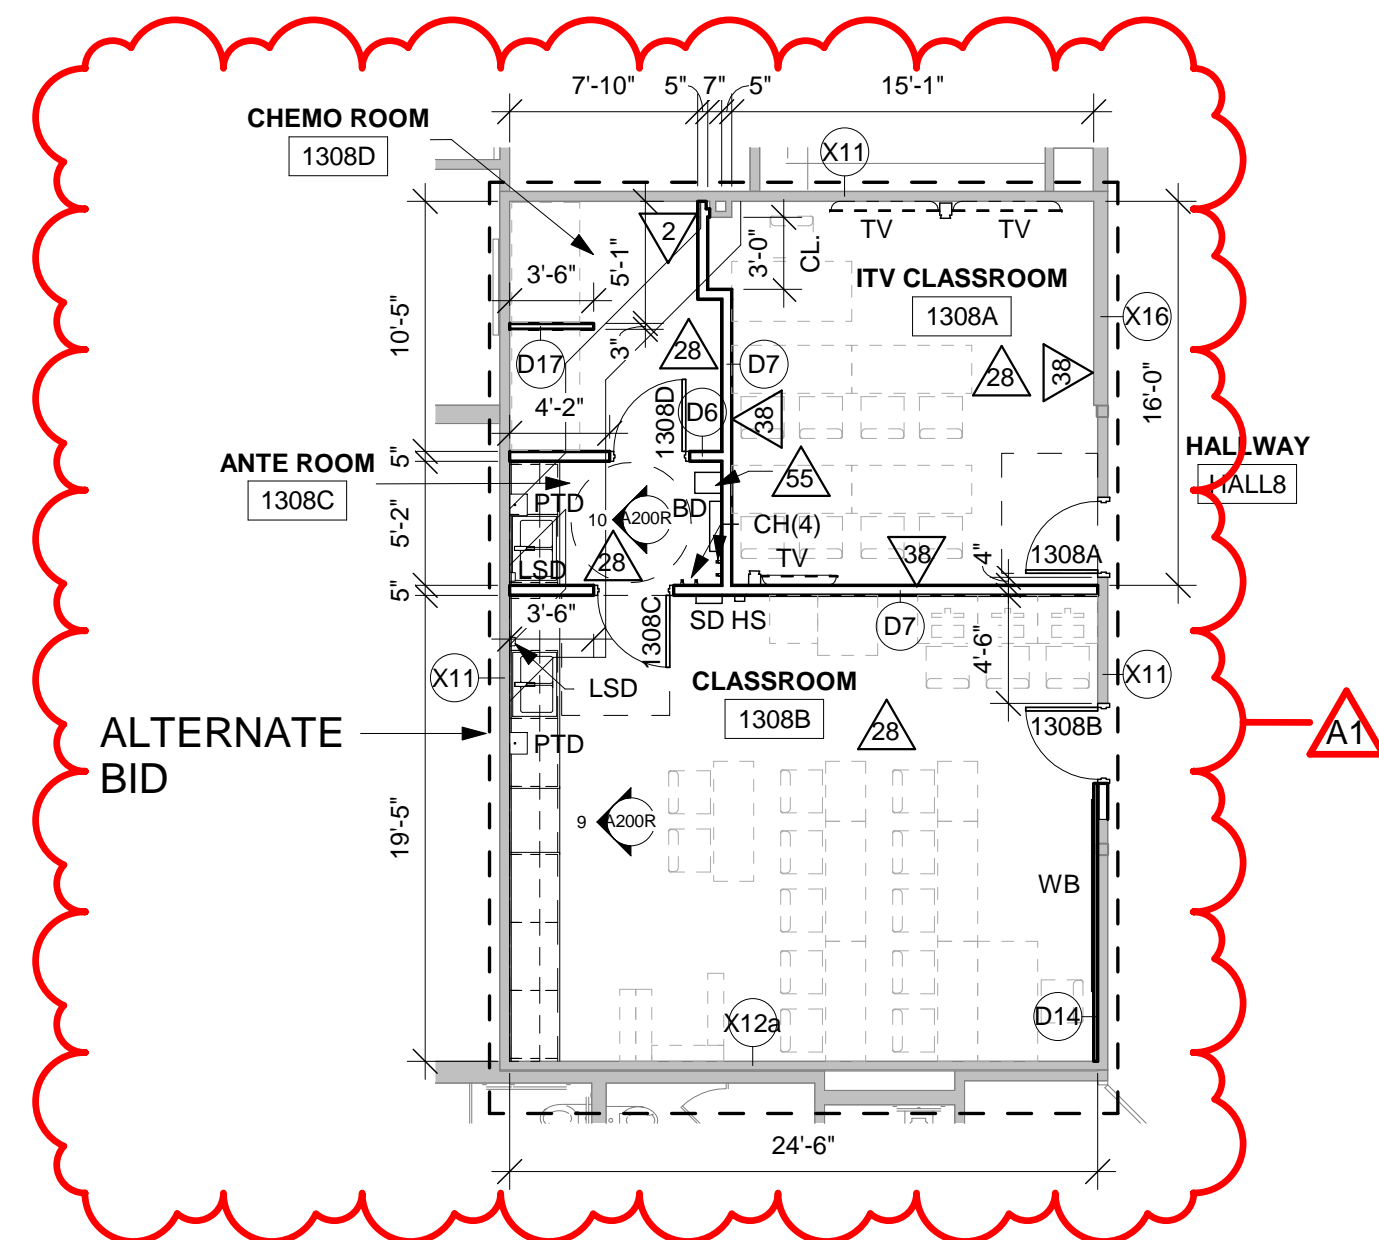 7'-10" 5" 7" 5" 15'-1"
CHEMO ROOM
1308D
X11
2
TV TV
3'-0"
CL.
5'-1"
3'-6"
ITV CLASSROOM
1308A
X16
10'-5"
3"
28
D17
D7
28
38
16'-0"
4'-2"
1308D
D6
38
HALLWAY
HALL8
5"
ANTE ROOM
1308C
55
PTD
BD
10 A200R
CH(4)
5'-2"
28
TV
38
4"
1308A
LSD
5"
3'-6"
1308C
SD HS
D7
4'-6"
X11
X11
LSD
CLASSROOM
1308B
28
1308B
A1
ALTERNATE
BID
PTD
19'-5"
9 A200R
WB
X12a
D14
24'-6"